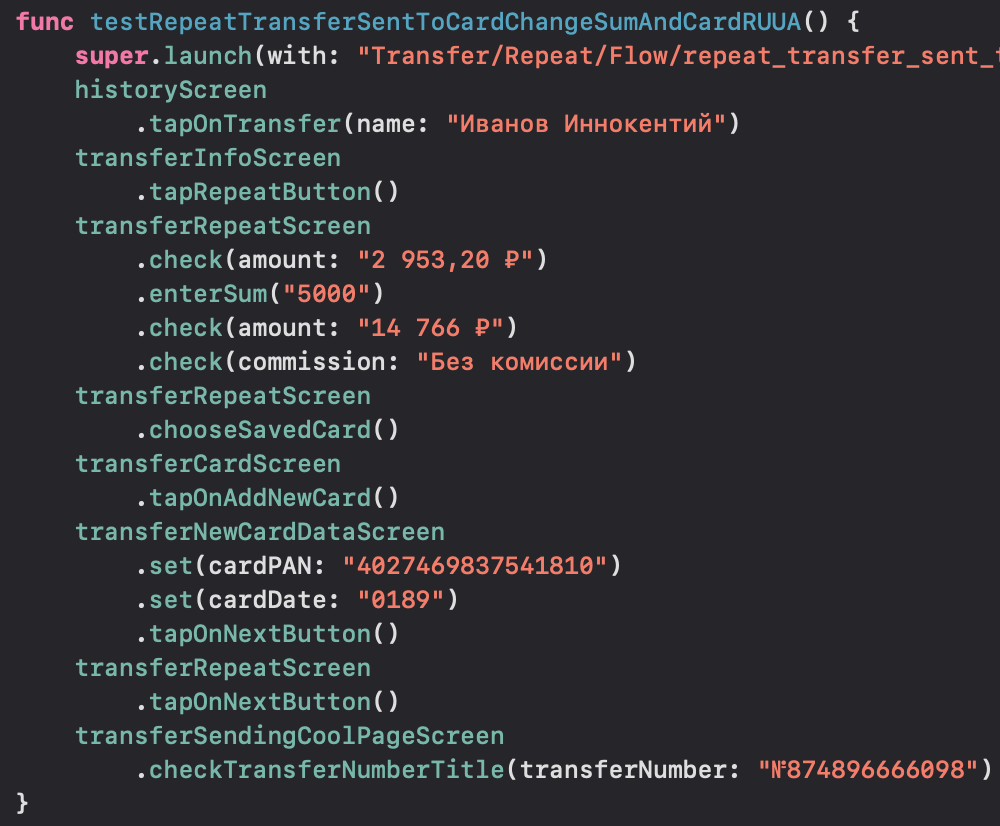 func testRepeatTransferSentToCardChangeSumAndCardRUUA() {
super.launch(with: "Transfer/Repeat/Flow/repeat_transfer_sent_
historyScreen
.tapOnTransfer(name: "Иванов Иннокентий")
transferInfoScreen
.tapRepeatButton()
transferRepeatScreen
.check(amount: "2 953,20 ₽")
.enterSum("5000")
.check(amount: "14 766 ₽")
.check(commission: "Без комиссии")
transferRepeatScreen
.chooseSavedCard()
transferCardScreen
.tapOnAddNewCard()
transferNewCardDataScreen
.set(cardPAN: "4027469837541810")
.set(cardDate: "0189")
.tapOnNextButton()
transferRepeatScreen
.tapOnNextButton()
transferSendingCoolPageScreen
.checkTransferNumberTitle(transferNumber: "№874896666098")
}